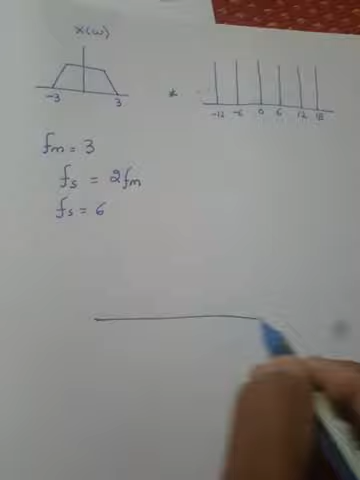 X(ω)
-3 3 * -12 -6 0 6 12 18
fm = 3
fs = 2fm
fs = 6